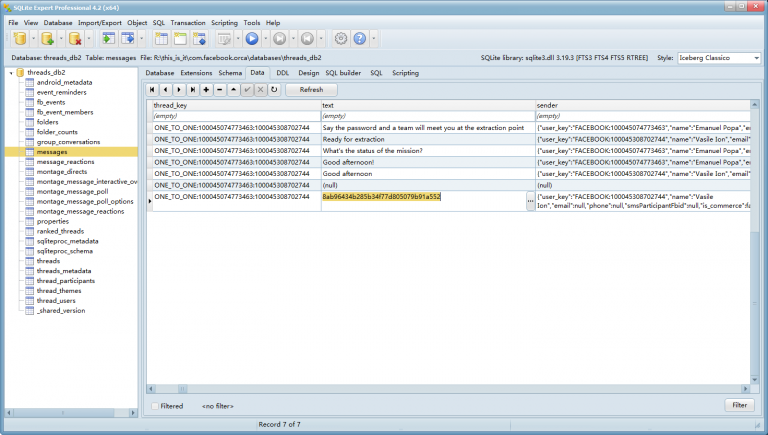 SQLite Expert Professional 4.2 (x64)
File View Database Import/Export Object SQL Transaction Scripting Tools Help
Database: threads_db2 Table: messages File: R:\this_is_it\com.facebook.orca\databases\threads_db2
SQLite library: sqlite3.dll 3.19.3 [FTS3 FTS4 FTS5 RTREE] Style: Iceberg Classico
threads_db2
android_metadata
event_reminders
fb_events
fb_event_members
folders
folder_counts
group_conversations
messages
message_reactions
montage_directs
montage_message_interactive_ov
montage_message_poll
montage_message_poll_options
montage_message_reactions
properties
ranked_threads
sqliteproc_metadata
sqliteproc_schema
threads
threads_metadata
thread_participants
thread_themes
thread_users
_shared_version
Database Extensions Schema Data DDL Design SQL builder SQL Scripting
Refresh
thread_key text sender
(empty) (empty) (empty)
ONE_TO_ONE:100045074773463:100045308702744 Say the password and a team will meet you at the extraction point {"user_key":"FACEBOOK:100045074773463","name":"Emanuel Popa","em
ONE_TO_ONE:100045074773463:100045308702744 Ready for extraction {"user_key":"FACEBOOK:100045308702744","name":"Vasile Ion","email
ONE_TO_ONE:100045074773463:100045308702744 What's the status of the mission? {"user_key":"FACEBOOK:100045074773463","name":"Emanuel Popa","em
ONE_TO_ONE:100045074773463:100045308702744 Good afternoon! {"user_key":"FACEBOOK:100045308702744","name":"Vasile Ion","email
ONE_TO_ONE:100045074773463:100045308702744 Good afternoon {"user_key":"FACEBOOK:100045074773463","name":"Emanuel Popa","em
ONE_TO_ONE:100045074773463:100045308702744 (null) (null)
ONE_TO_ONE:100045074773463:100045308702744 8ab96434b285b34f77d805079b91a552 ... {"user_key":"FACEBOOK:100045308702744","name":"Vasile
Ion","email":null,"phone":null,"smsParticipantFbid":null,"is_commerce":fa
Filtered <no filter> Filter
Record 7 of 7